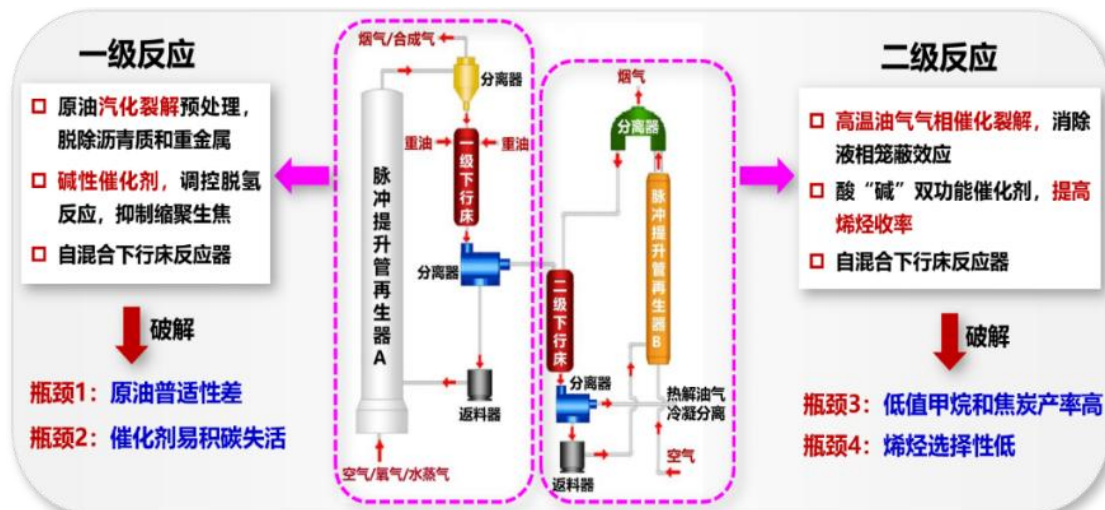 一级反应
原油汽化裂解预处理，
脱除沥青质和重金属
碱性催化剂，调控脱氢
反应，抑制缩聚生焦
自混合下行床反应器
破解
瓶颈1：原油普适性差
瓶颈2：催化剂易积碳失活
烟气/合成气
分离器
重油
重油
一级下行床
脉冲提升管再生器A
分离器
返料器
空气/氧气/水蒸气
烟气
分离器
脉冲提升管再生器B
二级下行床
分离器
热解油气
冷凝分离
返料器
空气
二级反应
高温油气气相催化裂解，消除
液相笼蔽效应
酸“碱”双功能催化剂，提高
烯烃收率
自混合下行床反应器
破解
瓶颈3：低值甲烷和焦炭产率高
瓶颈4：烯烃选择性低